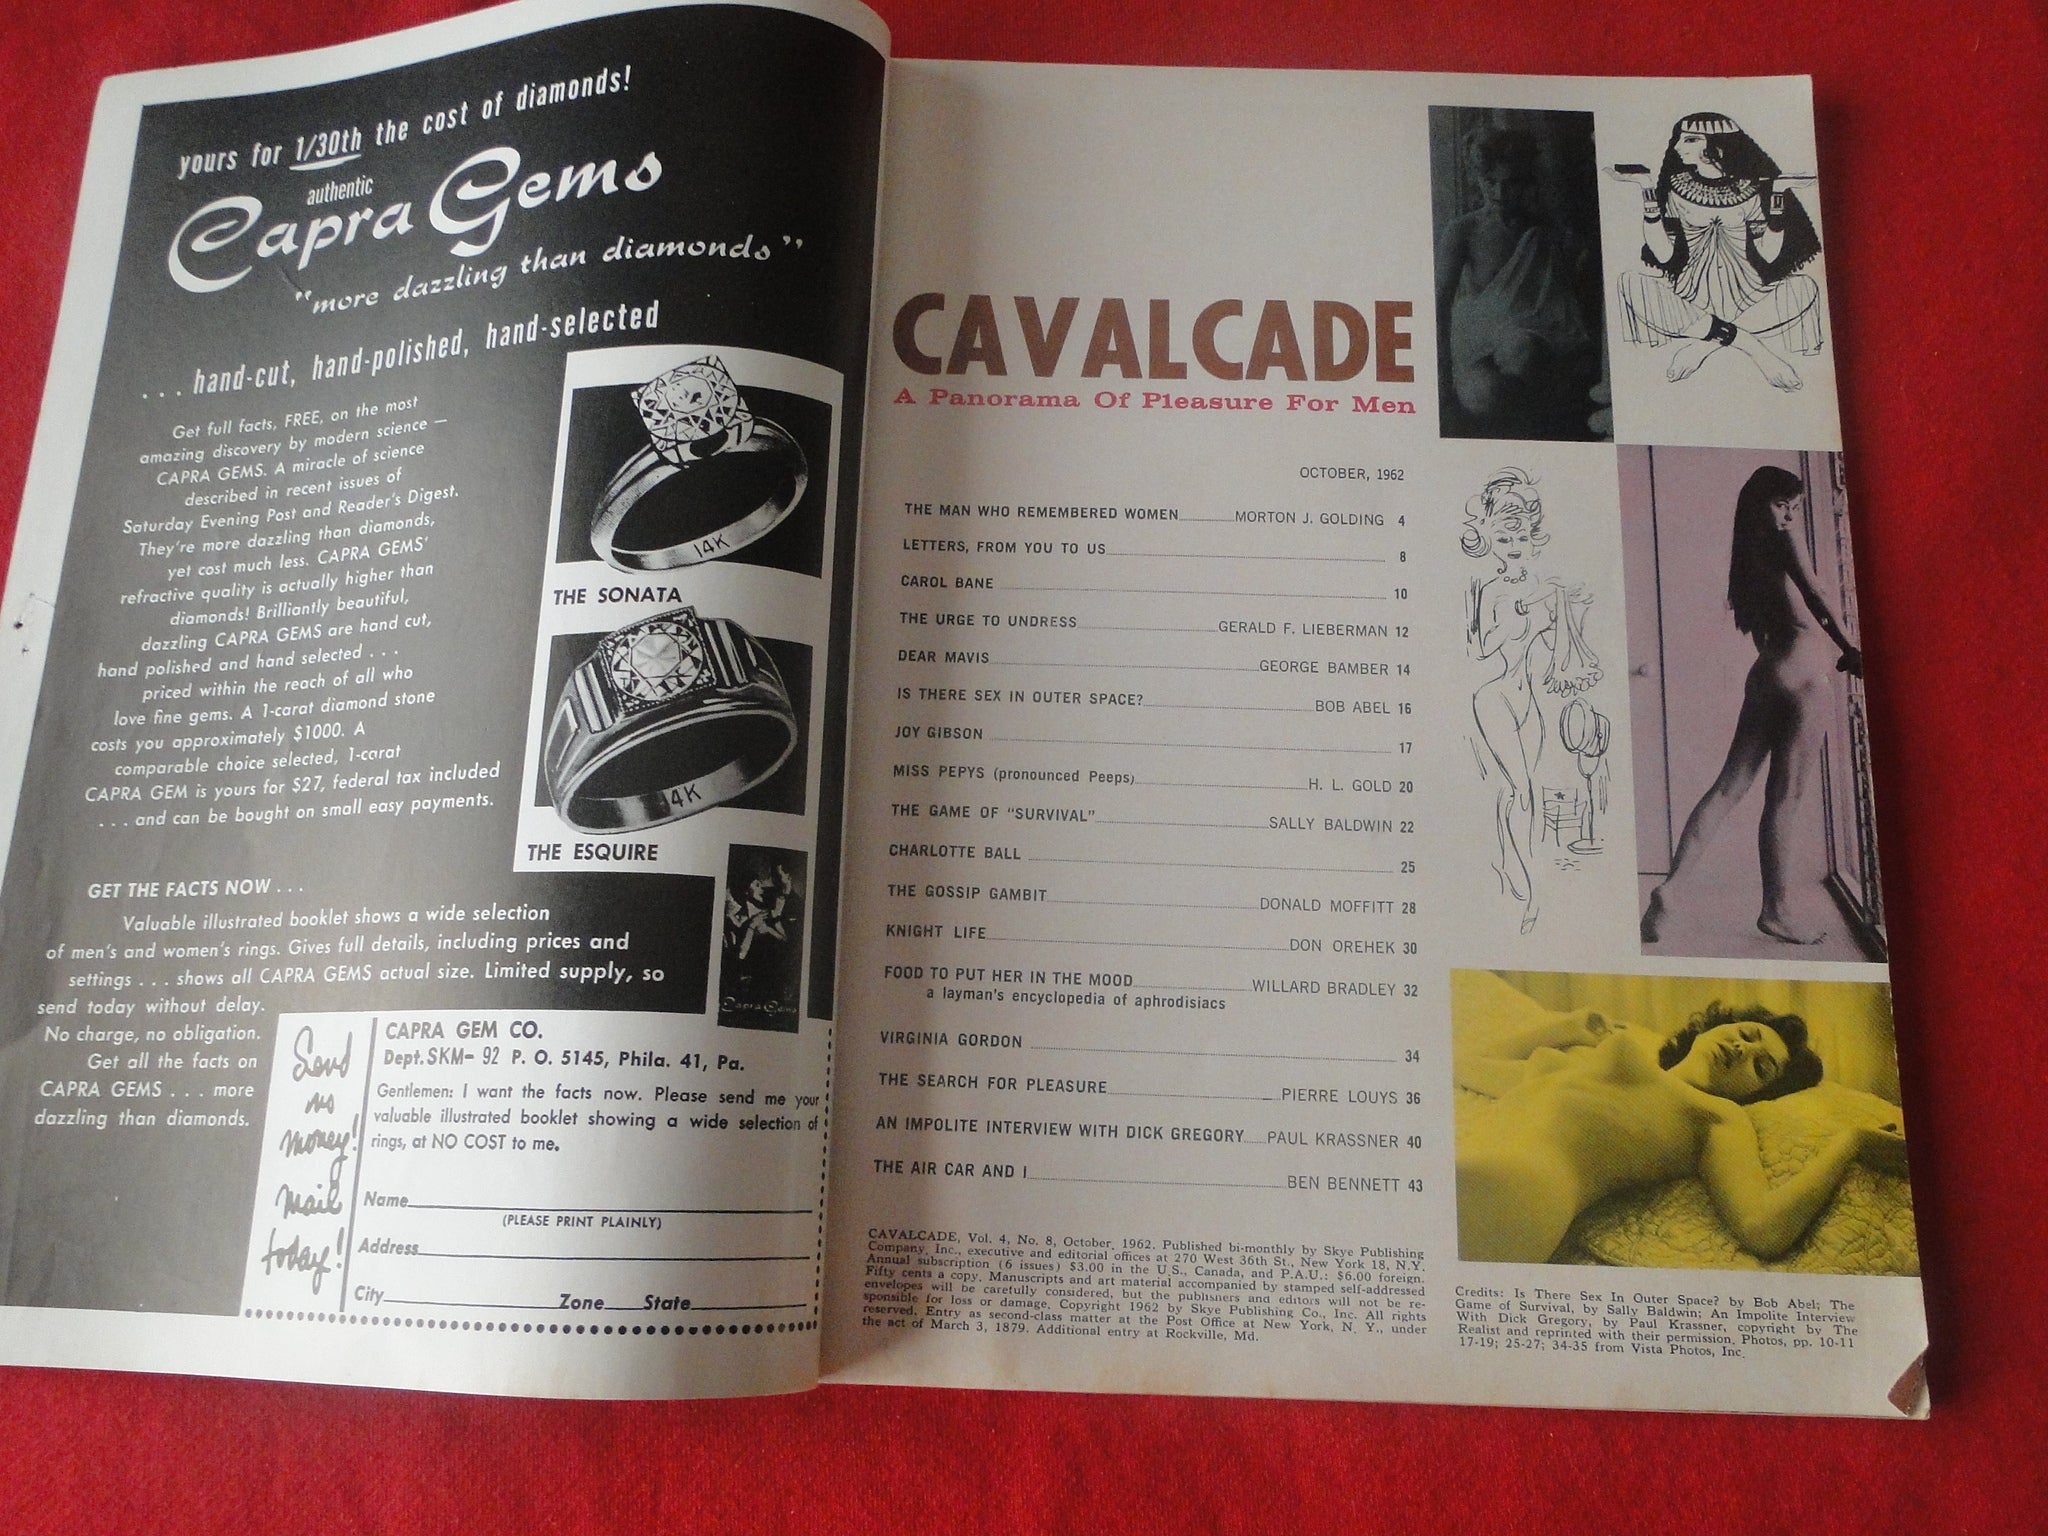 yours for 1/30th the cost of diamonds!
authentic
Capra Gems
"more dazzling than diamonds"
. . . hand-cut, hand-polished, hand-selected
Get full facts, FREE, on the most
amazing discovery by modern science —
CAPRA GEMS. A miracle of science
described in recent issues of
Saturday Evening Post and Reader's Digest.
They're more dazzling than diamonds,
yet cost much less. CAPRA GEMS'
refractive quality is actually higher than
diamonds! Brilliantly beautiful,
dazzling CAPRA GEMS are hand cut,
hand polished and hand selected . . .
priced within the reach of all who
love fine gems. A 1-carat diamond stone
costs you approximately $1000. A
comparable choice selected, 1-carat
CAPRA GEM is yours for $27, federal tax included
. . . and can be bought on small easy payments.
14K
THE SONATA
14K
THE ESQUIRE
GET THE FACTS NOW . . .
Valuable illustrated booklet shows a wide selection
of men's and women's rings. Gives full details, including prices and
settings . . . shows all CAPRA GEMS actual size. Limited supply, so
send today without delay.
No charge, no obligation.
Get all the facts on
CAPRA GEMS . . . more
dazzling than diamonds.
Capra Gems
Send
no
money!
Mail
today!
CAPRA GEM CO.
Dept. SKM- 92 P. O. 5145, Phila. 41, Pa.
Gentlemen: I want the facts now. Please send me your
valuable illustrated booklet showing a wide selection of
rings, at NO COST to me.
Name
(PLEASE PRINT PLAINLY)
Address
City Zone State
CAVALCADE
A Panorama Of Pleasure For Men
OCTOBER, 1962
THE MAN WHO REMEMBERED WOMEN MORTON J. GOLDING 4
LETTERS, FROM YOU TO US 8
CAROL BANE 10
THE URGE TO UNDRESS GERALD F. LIEBERMAN 12
DEAR MAVIS GEORGE BAMBER 14
IS THERE SEX IN OUTER SPACE? BOB ABEL 16
JOY GIBSON 17
MISS PEPYS (pronounced Peeps) H. L. GOLD 20
THE GAME OF "SURVIVAL" SALLY BALDWIN 22
CHARLOTTE BALL 25
THE GOSSIP GAMBIT DONALD MOFFITT 28
KNIGHT LIFE DON OREHEK 30
FOOD TO PUT HER IN THE MOOD WILLARD BRADLEY 32
a layman's encyclopedia of aphrodisiacs
VIRGINIA GORDON 34
THE SEARCH FOR PLEASURE PIERRE LOUYS 36
AN IMPOLITE INTERVIEW WITH DICK GREGORY PAUL KRASSNER 40
THE AIR CAR AND I BEN BENNETT 43
CAVALCADE, Vol. 4, No. 8, October, 1962. Published bi-monthly by Skye Publishing
Company, Inc., executive and editorial offices at 270 West 36th St., New York 18, N.Y.
Annual subscription (6 issues) $3.00 in the U.S., Canada, and P.A.U.: $6.00 foreign.
Fifty cents a copy. Manuscripts and art material accompanied by stamped self-addressed
envelopes will be carefully considered, but the publishers and editors will not be re-
sponsible for loss or damage. Copyright 1962 by Skye Publishing Co., Inc. All rights
reserved. Entry as second-class matter at the Post Office at New York, N. Y., under
the act of March 3, 1879. Additional entry at Rockville, Md.
Credits: Is There Sex In Outer Space? by Bob Abel; The
Game of Survival, by Sally Baldwin; An Impolite Interview
With Dick Gregory, by Paul Krassner, copyright by The
Realist and reprinted with their permission. Photos, pp. 10-11
17-19; 25-27; 34-35 from Vista Photos, Inc.